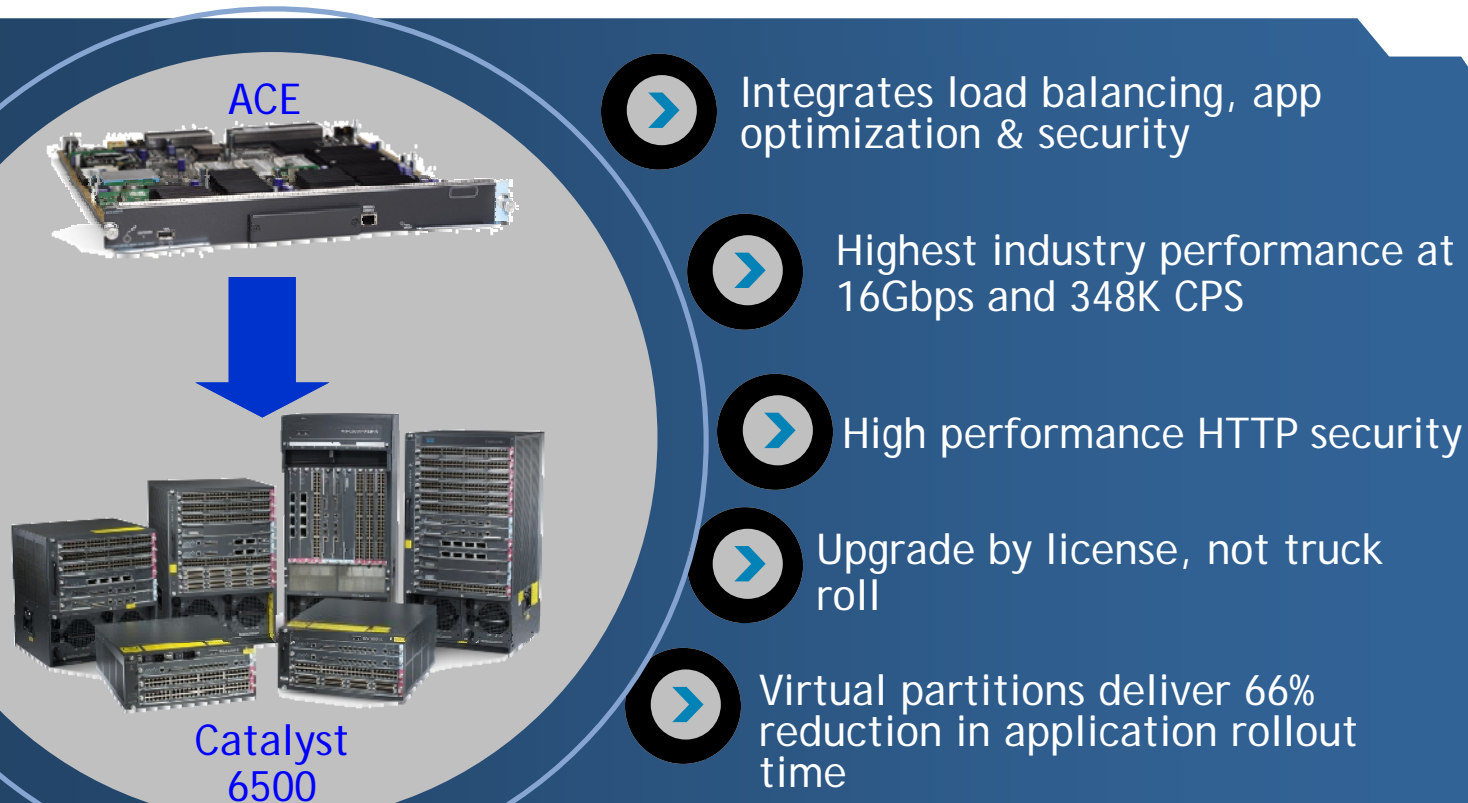 ACE
Catalyst
6500
Integrates load balancing, app
optimization & security
Highest industry performance at
16Gbps and 348K CPS
High performance HTTP security
Upgrade by license, not truck
roll
Virtual partitions deliver 66%
reduction in application rollout
time